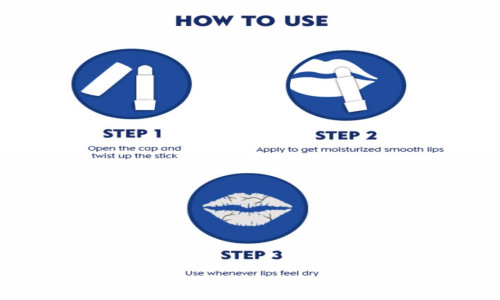 HOW TO USE
STEP 1
Open the cap and
twist up the stick
STEP 2
Apply to get moisturized smooth lips
STEP 3
Use whenever lips feel dry